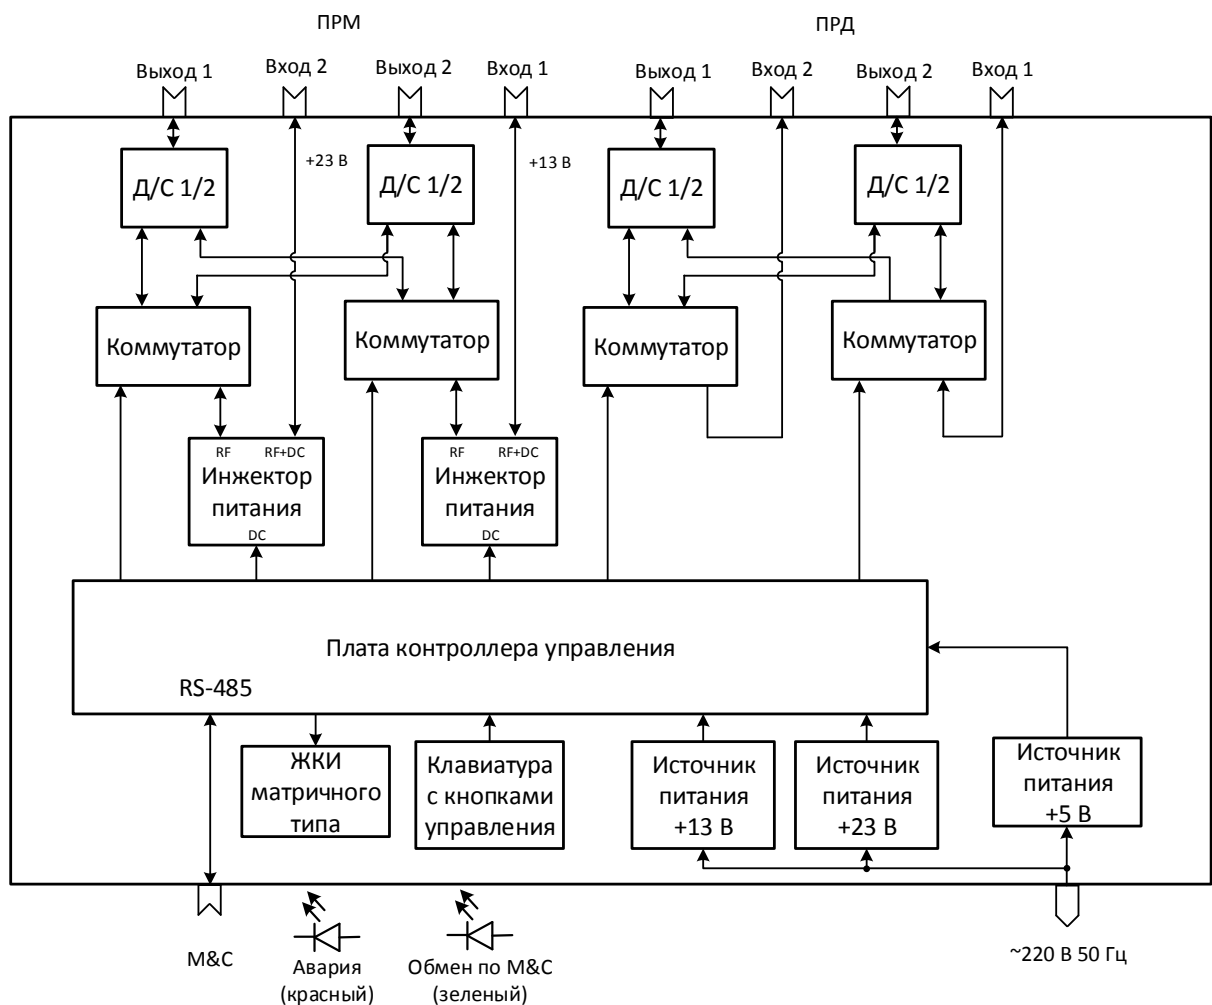 ПРМ
ПРД
Выход 1
Вход 2
Выход 2
Вход 1
Выход 1
Вход 2
Выход 2
Вход 1
Д/С 1/2
+23 В
Д/С 1/2
+13 В
Д/С 1/2
Д/С 1/2
Коммутатор
Коммутатор
Коммутатор
Коммутатор
RF
RF+DC
Инжектор
питания
DC
RF
RF+DC
Инжектор
питания
DC
Плата контроллера управления
RS-485
ЖКИ
матричного
типа
Клавиатура
с кнопками
управления
Источник
питания
+13 В
Источник
питания
+23 В
Источник
питания
+5 В
M&C
Авария
(красный)
Обмен по M&C
(зеленый)
~220 В 50 Гц